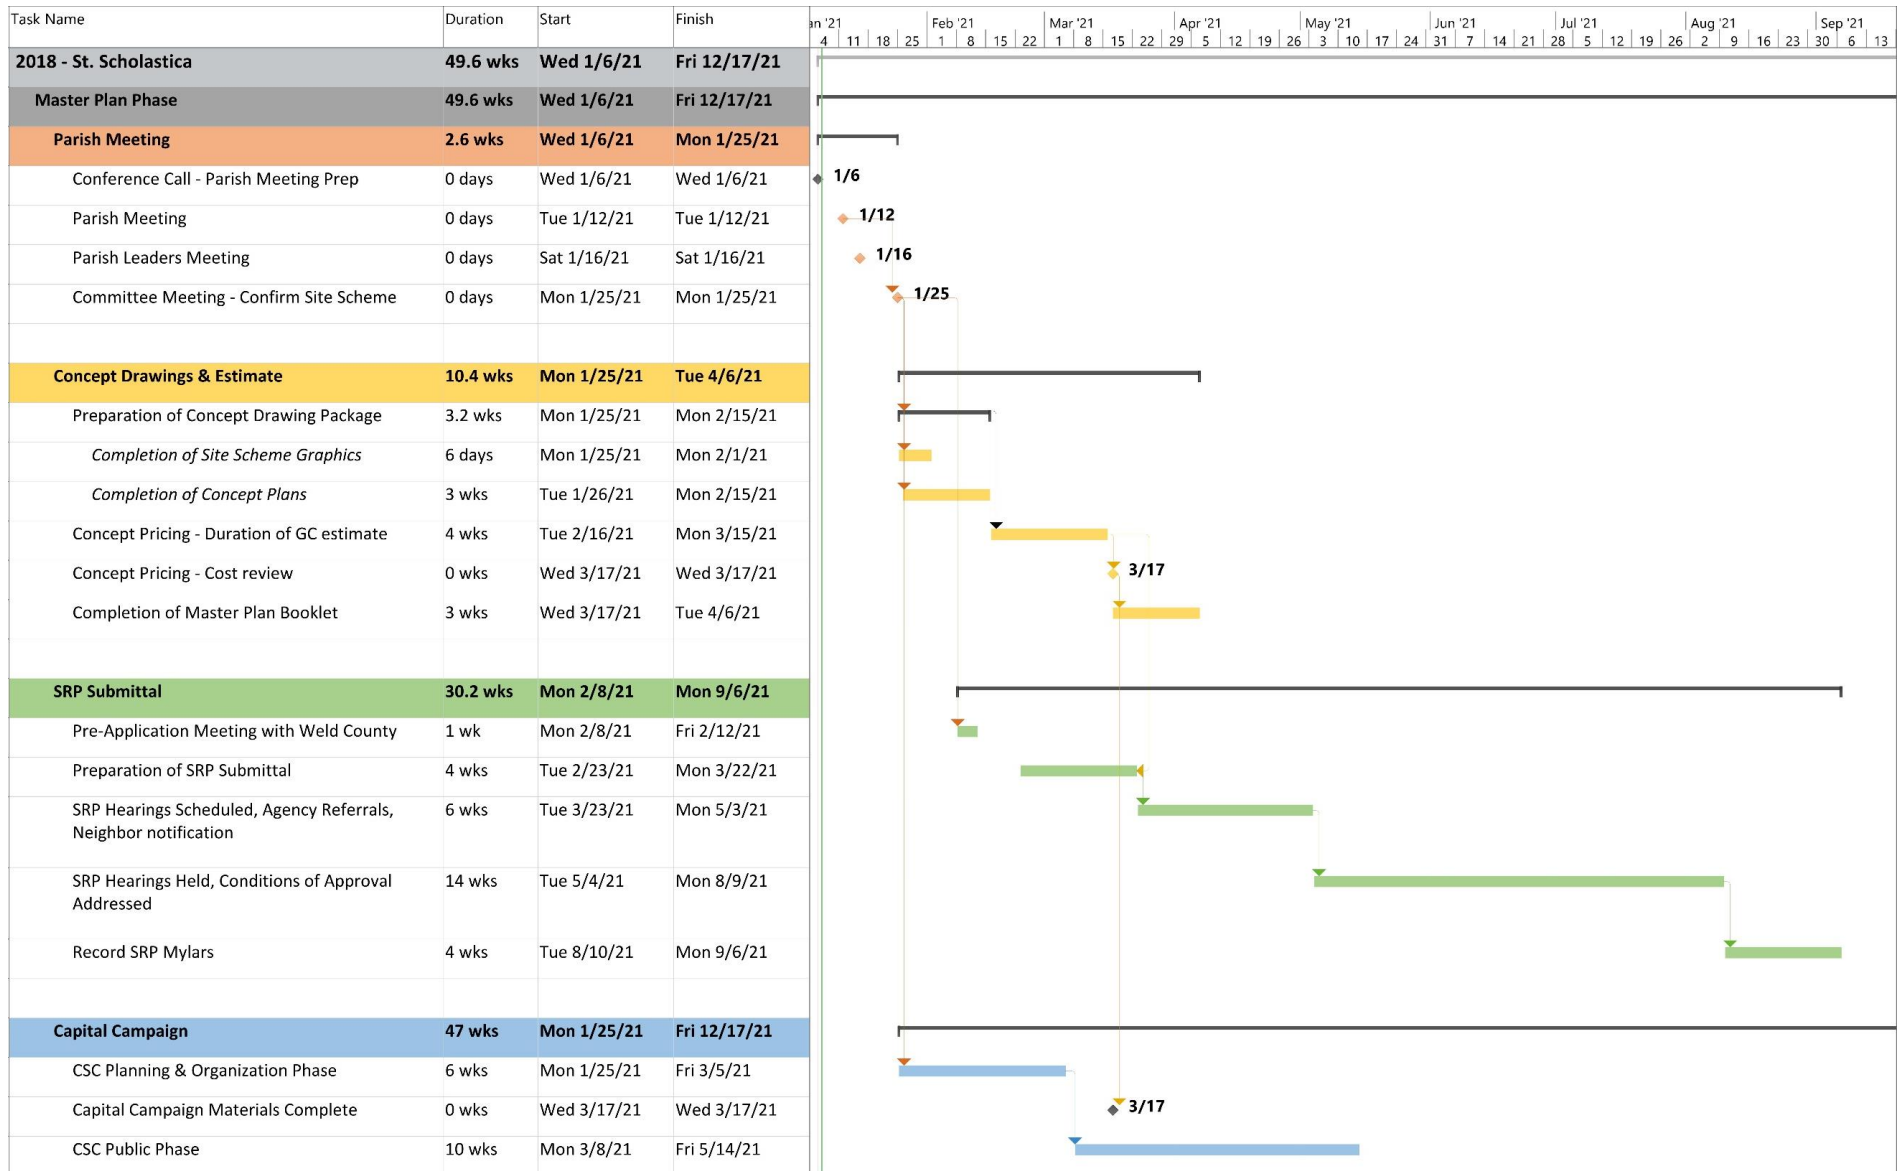 Task Name Duration Start Finish
an '21 Feb '21 Mar '21 Apr '21 May '21 Jun '21 Jul '21 Aug '21 Sep '21
4 11 18 25 1 8 15 22 1 8 15 22 29 5 12 19 26 3 10 17 24 31 7 14 21 28 5 12 19 26 2 9 16 23 30 6 13
2018 - St. Scholastica 49.6 wks Wed 1/6/21 Fri 12/17/21
Master Plan Phase 49.6 wks Wed 1/6/21 Fri 12/17/21
Parish Meeting 2.6 wks Wed 1/6/21 Mon 1/25/21
Conference Call - Parish Meeting Prep 0 days Wed 1/6/21 Wed 1/6/21 1/6
Parish Meeting 0 days Tue 1/12/21 Tue 1/12/21 1/12
Parish Leaders Meeting 0 days Sat 1/16/21 Sat 1/16/21 1/16
Committee Meeting - Confirm Site Scheme 0 days Mon 1/25/21 Mon 1/25/21 1/25
Concept Drawings & Estimate 10.4 wks Mon 1/25/21 Tue 4/6/21
Preparation of Concept Drawing Package 3.2 wks Mon 1/25/21 Mon 2/15/21
Completion of Site Scheme Graphics 6 days Mon 1/25/21 Mon 2/1/21
Completion of Concept Plans 3 wks Tue 1/26/21 Mon 2/15/21
Concept Pricing - Duration of GC estimate 4 wks Tue 2/16/21 Mon 3/15/21
Concept Pricing - Cost review 0 wks Wed 3/17/21 Wed 3/17/21 3/17
Completion of Master Plan Booklet 3 wks Wed 3/17/21 Tue 4/6/21
SRP Submittal 30.2 wks Mon 2/8/21 Mon 9/6/21
Pre-Application Meeting with Weld County 1 wk Mon 2/8/21 Fri 2/12/21
Preparation of SRP Submittal 4 wks Tue 2/23/21 Mon 3/22/21
SRP Hearings Scheduled, Agency Referrals, 6 wks Tue 3/23/21 Mon 5/3/21
Neighbor notification
SRP Hearings Held, Conditions of Approval 14 wks Tue 5/4/21 Mon 8/9/21
Addressed
Record SRP Mylars 4 wks Tue 8/10/21 Mon 9/6/21
Capital Campaign 47 wks Mon 1/25/21 Fri 12/17/21
CSC Planning & Organization Phase 6 wks Mon 1/25/21 Fri 3/5/21
Capital Campaign Materials Complete 0 wks Wed 3/17/21 Wed 3/17/21 3/17
CSC Public Phase 10 wks Mon 3/8/21 Fri 5/14/21